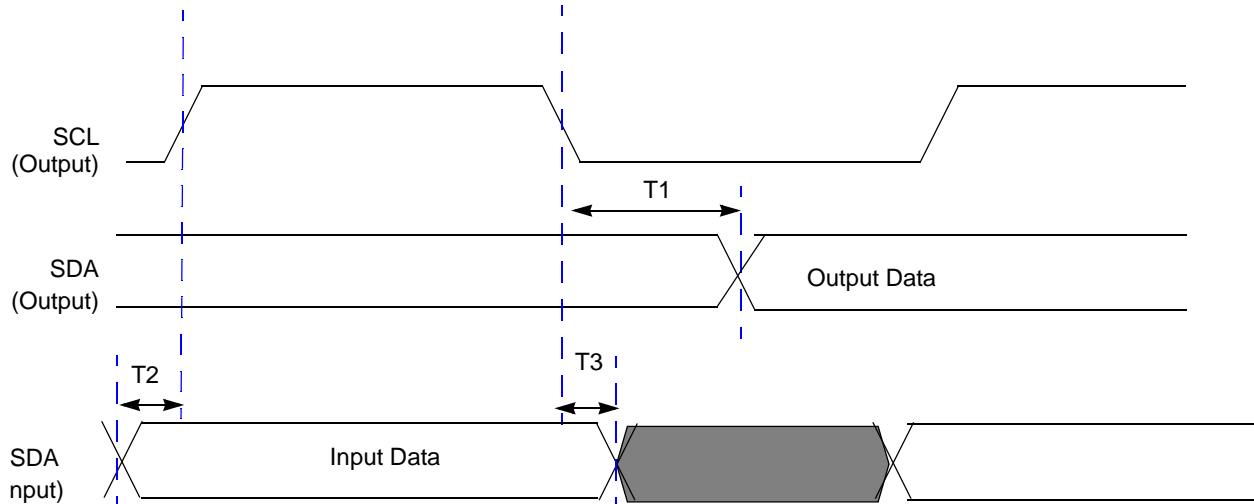 SCL
(Output)
T1
SDA
(Output)
Output Data
T2
T3
SDA
nput)
Input Data